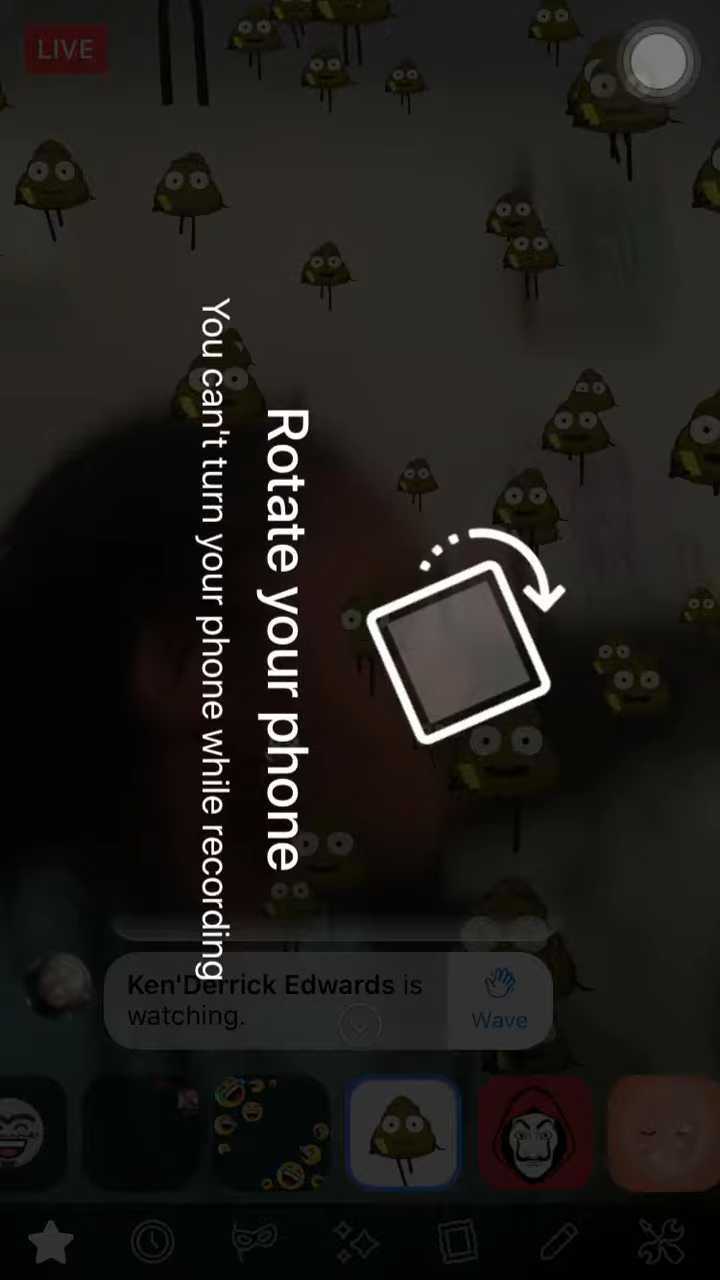 LIVE
Rotate your phone
You can't turn your phone while recording
Ken'Derrick Edwards is
watching.
Wave